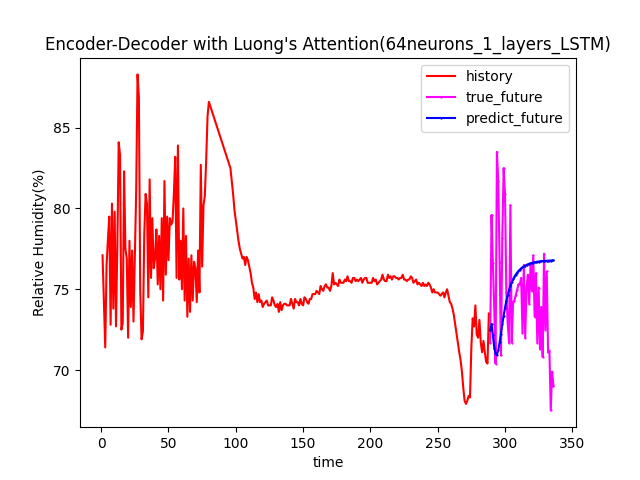 Encoder-Decoder with Luong's Attention(64neurons_1_layers_LSTM)
history
true_future
predict_future
Relative Humidity(%)
85
80
75
70
0 50 100 150 200 250 300 350
time